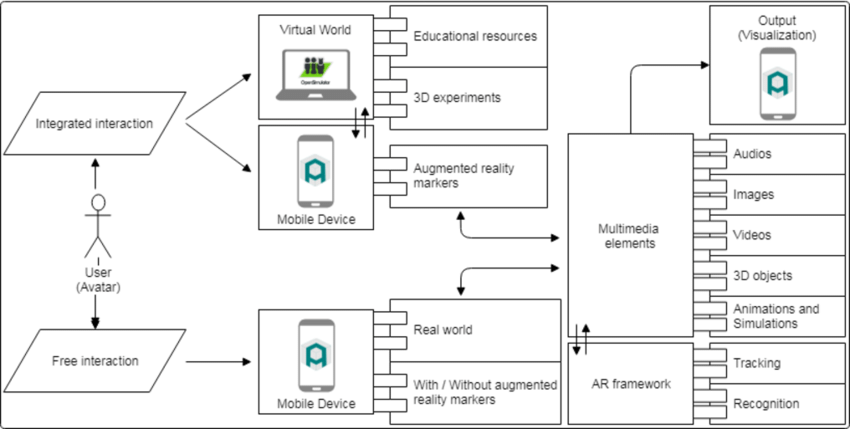 Virtual World
OpenSimulator
Educational resources
3D experiments
Output
(Visualization)
Integrated interaction
Mobile Device
Augmented reality
markers
Audios
Images
Multimedia
elements
Videos
3D objects
Animations and
Simulations
User
(Avatar)
Free interaction
Mobile Device
Real world
With / Without augmented
reality markers
AR framework
Tracking
Recognition